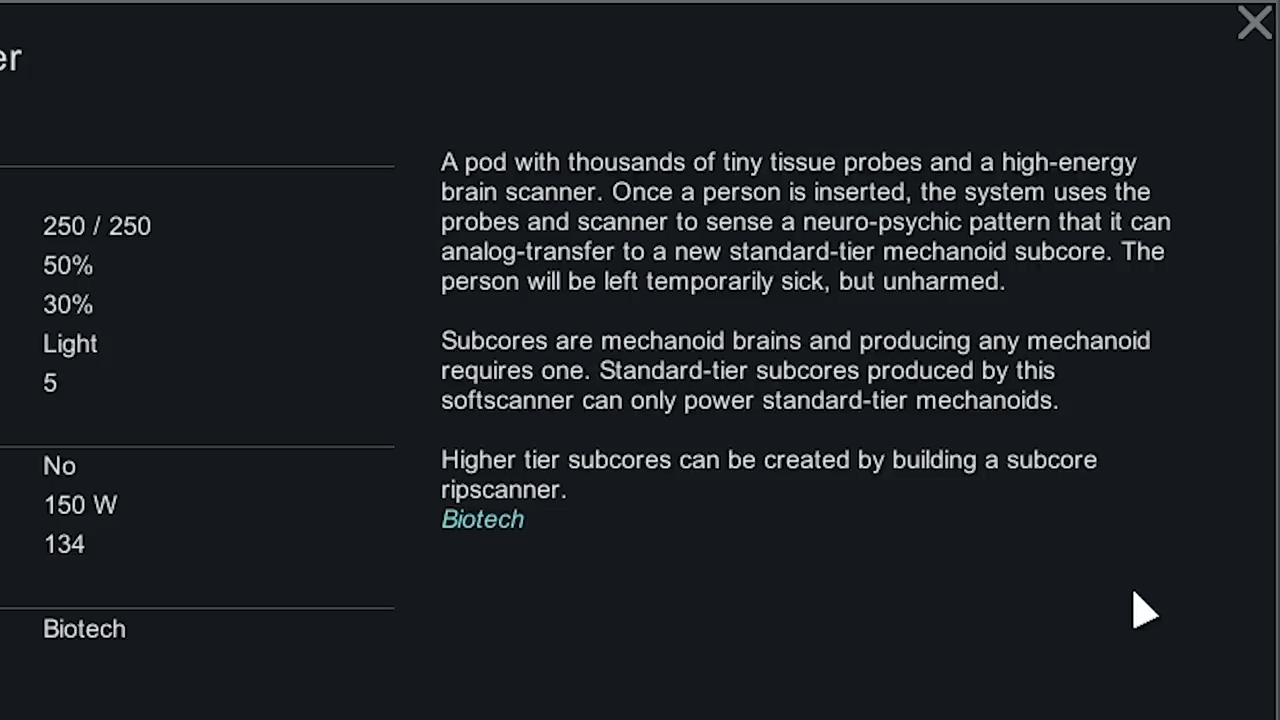 er
250 / 250
50%
30%
Light
5
No
150 W
134
Biotech
A pod with thousands of tiny tissue probes and a high-energy
brain scanner. Once a person is inserted, the system uses the
probes and scanner to sense a neuro-psychic pattern that it can
analog-transfer to a new standard-tier mechanoid subcore. The
person will be left temporarily sick, but unharmed.
Subcores are mechanoid brains and producing any mechanoid
requires one. Standard-tier subcores produced by this
softscanner can only power standard-tier mechanoids.
Higher tier subcores can be created by building a subcore
ripscanner.
Biotech